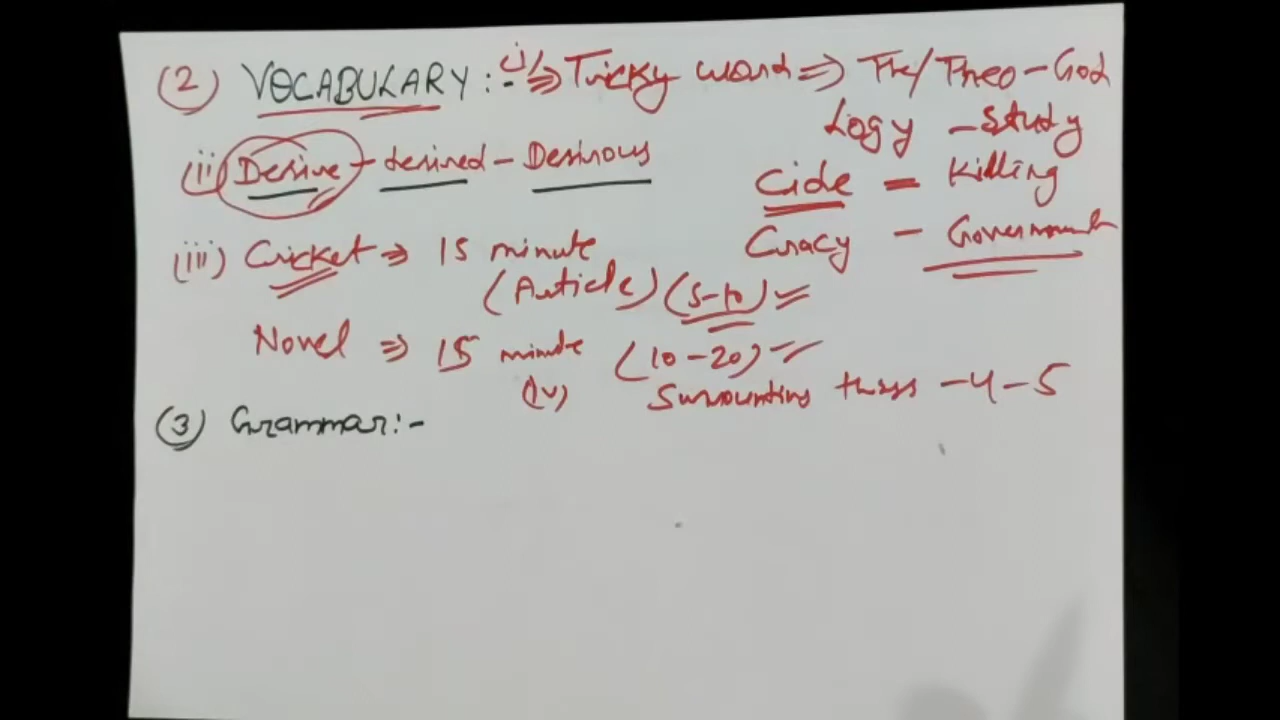 (2) VOCABULARY :- (i) ⇒ Tricky word ⇒ The/Theo - God
Logy - Study
(ii) Desire - desired - Desirous
Cide = Killing
Cracy - Government
(iii) Cricket ⇒ 15 minute
(Article) (5-10)
Novel ⇒ 15 minute (10-20)
(iv) Surrounting things - 4-5
(3) Grammar:-